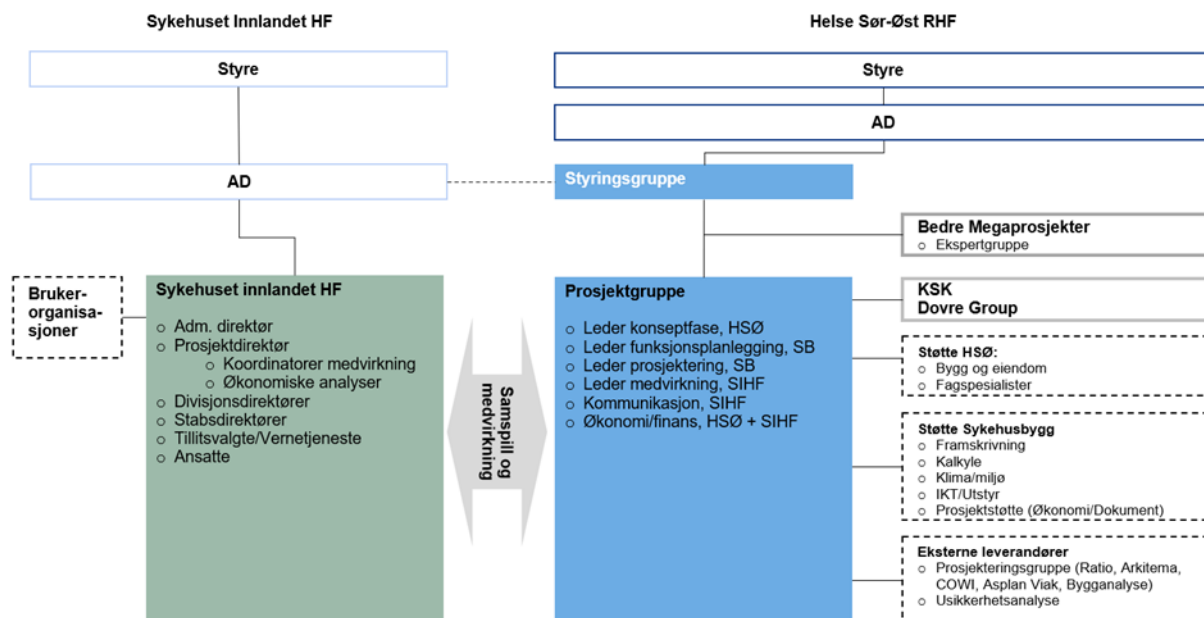 Sykehuset Innlandet HF
Helse Sør-Øst RHF
Styre
Styre
AD
AD
Styringsgruppe
Bedre Megaprosjekter
○ Ekspertgruppe
Bruker-
organisa-
sjoner
Sykehuset innlandet HF
○ Adm. direktør
○ Prosjektdirektør
○ Koordinatorer medvirkning
○ Økonomiske analyser
○ Divisjonsdirektører
○ Stabsdirektører
○ Tillitsvalgte/Vernetjeneste
○ Ansatte
Samspill og
medvirkning
Prosjektgruppe
○ Leder konseptfase, HSØ
○ Leder funksjonsplanlegging, SB
○ Leder prosjektering, SB
○ Leder medvirkning, SIHF
○ Kommunikasjon, SIHF
○ Økonomi/finans, HSØ + SIHF
KSK
Dovre Group
Støtte HSØ:
○ Bygg og eiendom
○ Fagspesialister
Støtte Sykehusbygg
○ Framskrivning
○ Kalkyle
○ Klima/miljø
○ IKT/Utstyr
○ Prosjektstøtte (Økonomi/Dokument)
Eksterne leverandører
○ Prosjekteringsgruppe (Ratio, Arkitema,
COWI, Asplan Viak, Bygganalyse)
○ Usikkerhetsanalyse